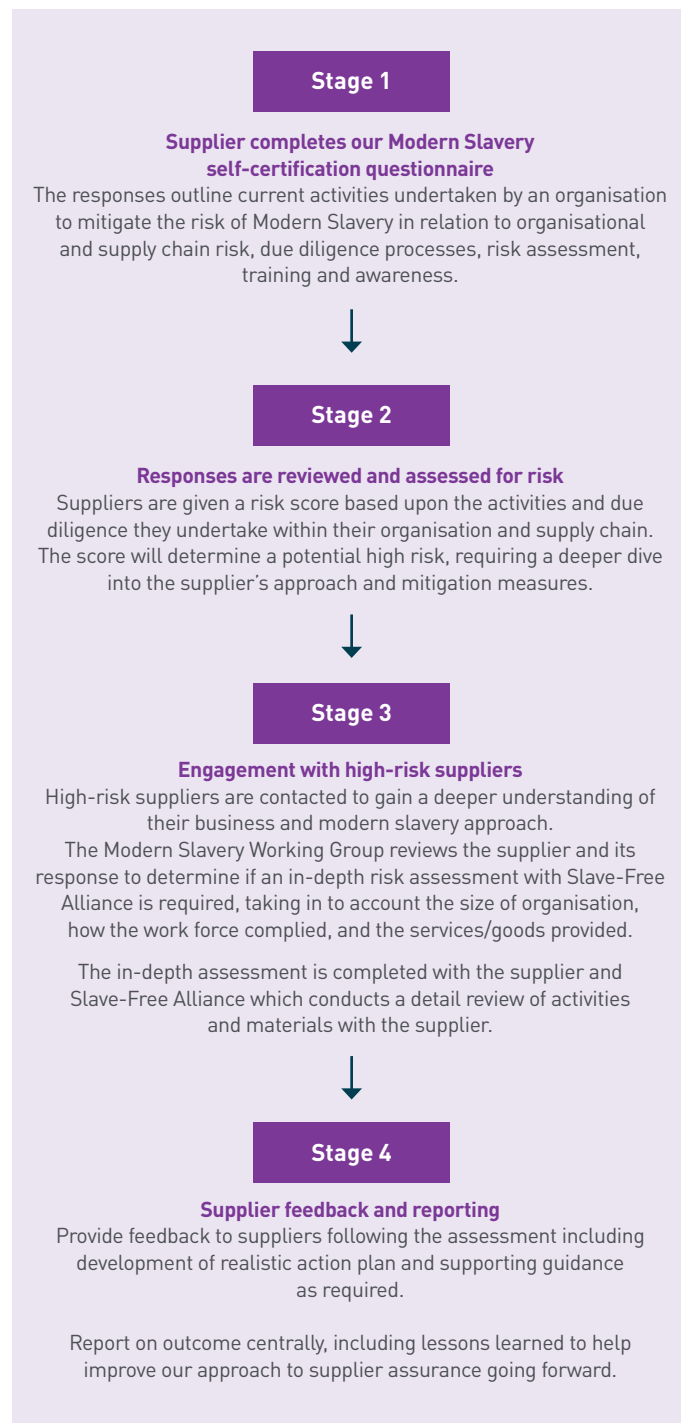 Stage 1
Supplier completes our Modern Slavery
self-certification questionnaire
The responses outline current activities undertaken by an organisation
to mitigate the risk of Modern Slavery in relation to organisational
and supply chain risk, due diligence processes, risk assessment,
training and awareness.
Stage 2
Responses are reviewed and assessed for risk
Suppliers are given a risk score based upon the activities and due
diligence they undertake within their organisation and supply chain.
The score will determine a potential high risk, requiring a deeper dive
into the supplier’s approach and mitigation measures.
Stage 3
Engagement with high-risk suppliers
High-risk suppliers are contacted to gain a deeper understanding of
their business and modern slavery approach.
The Modern Slavery Working Group reviews the supplier and its
response to determine if an in-depth risk assessment with Slave-Free
Alliance is required, taking in to account the size of organisation,
how the work force complied, and the services/goods provided.
The in-depth assessment is completed with the supplier and
Slave-Free Alliance which conducts a detail review of activities
and materials with the supplier.
Stage 4
Supplier feedback and reporting
Provide feedback to suppliers following the assessment including
development of realistic action plan and supporting guidance
as required.
Report on outcome centrally, including lessons learned to help
improve our approach to supplier assurance going forward.